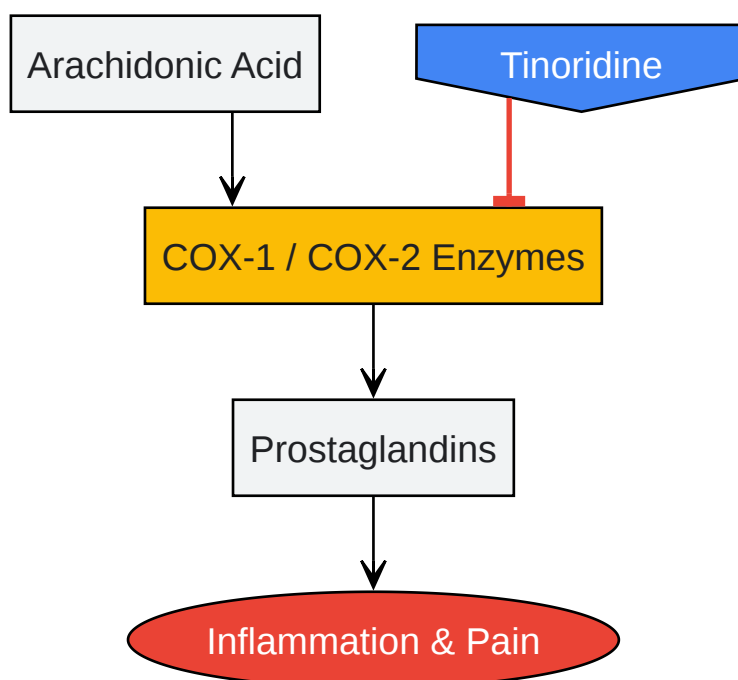 Arachidonic Acid
Tinoridine
COX-1 / COX-2 Enzymes
Prostaglandins
Inflammation & Pain